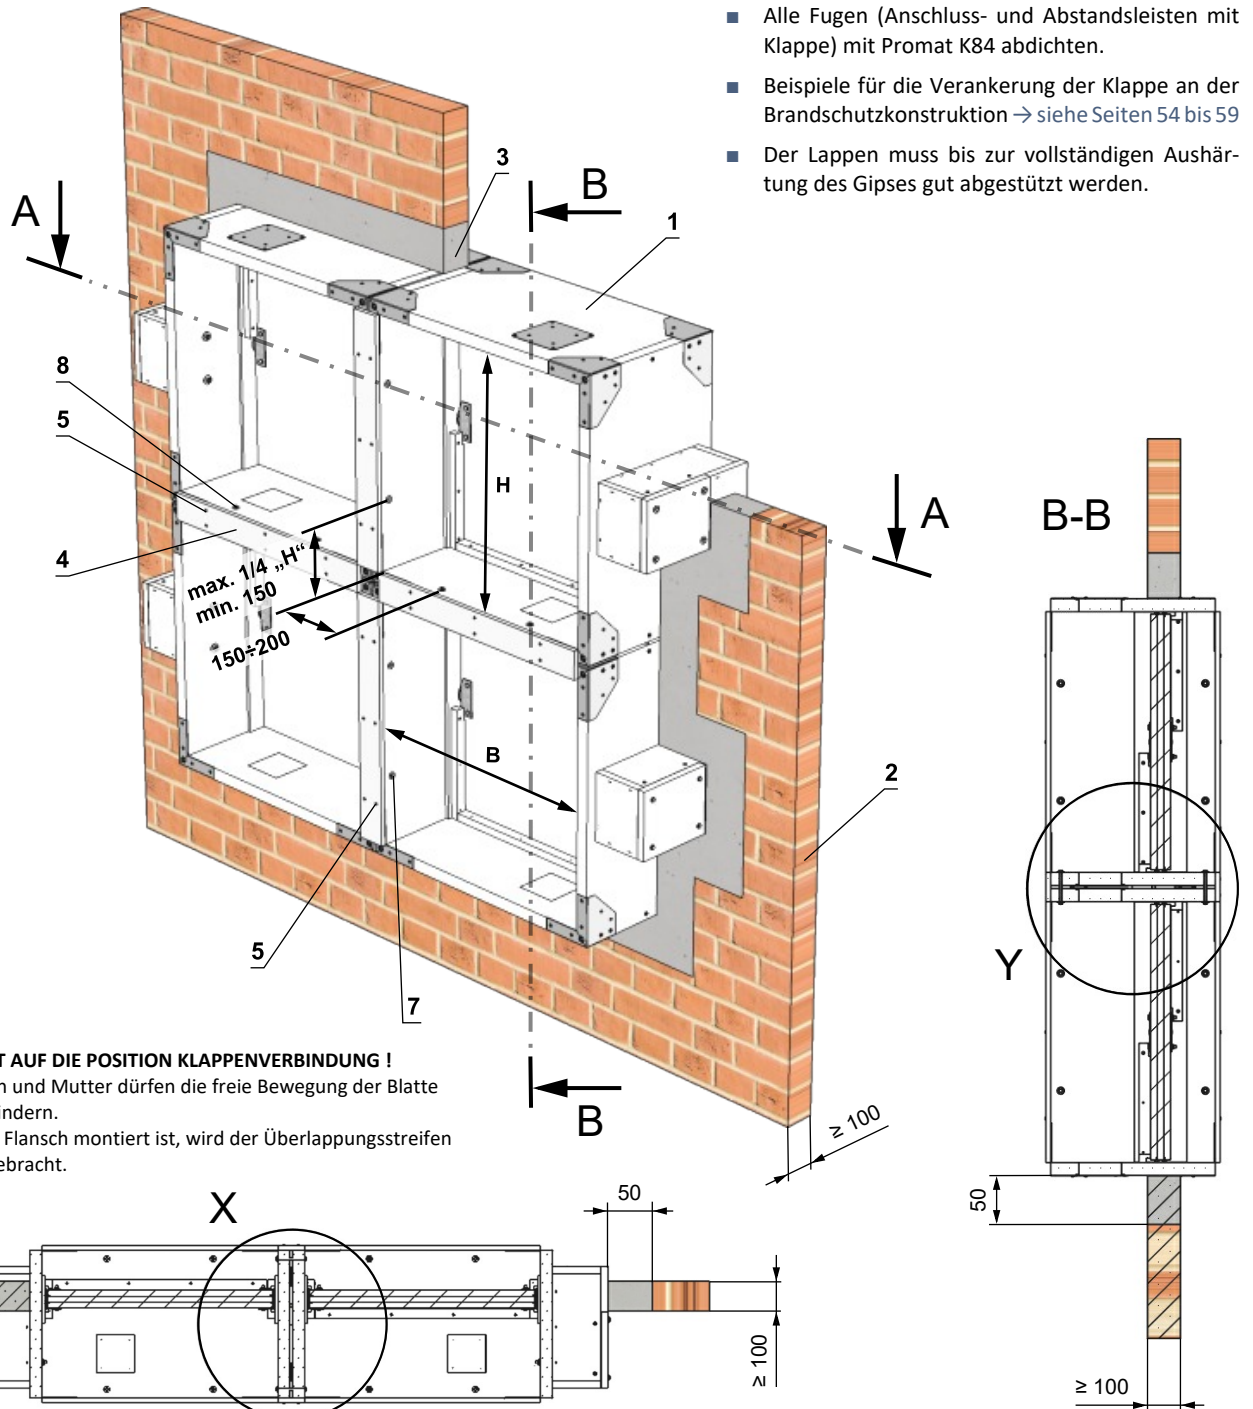 ■ Alle Fugen (Anschluss- und Abstandsleisten mit
Klappe) mit Promat K84 abdichten.
■ Beispiele für die Verankerung der Klappe an der
Brandschutzkonstruktion → siehe Seiten 54 bis 59
■ Der Lappen muss bis zur vollständigen Aushär-
tung des Gipses gut abgestützt werden.
3
B
A
1
8
5
H
A
B-B
4
max. 1/4 „H“
min. 150
150÷200
B
2
Y
5
7
T AUF DIE POSITION KLAPPENVERBINDUNG !
n und Mutter dürfen die freie Bewegung der Blatte
indern.
Flansch montiert ist, wird der Überlappungsstreifen
ebracht.
B
≥ 100
X
50
50
≥ 100
≥ 100